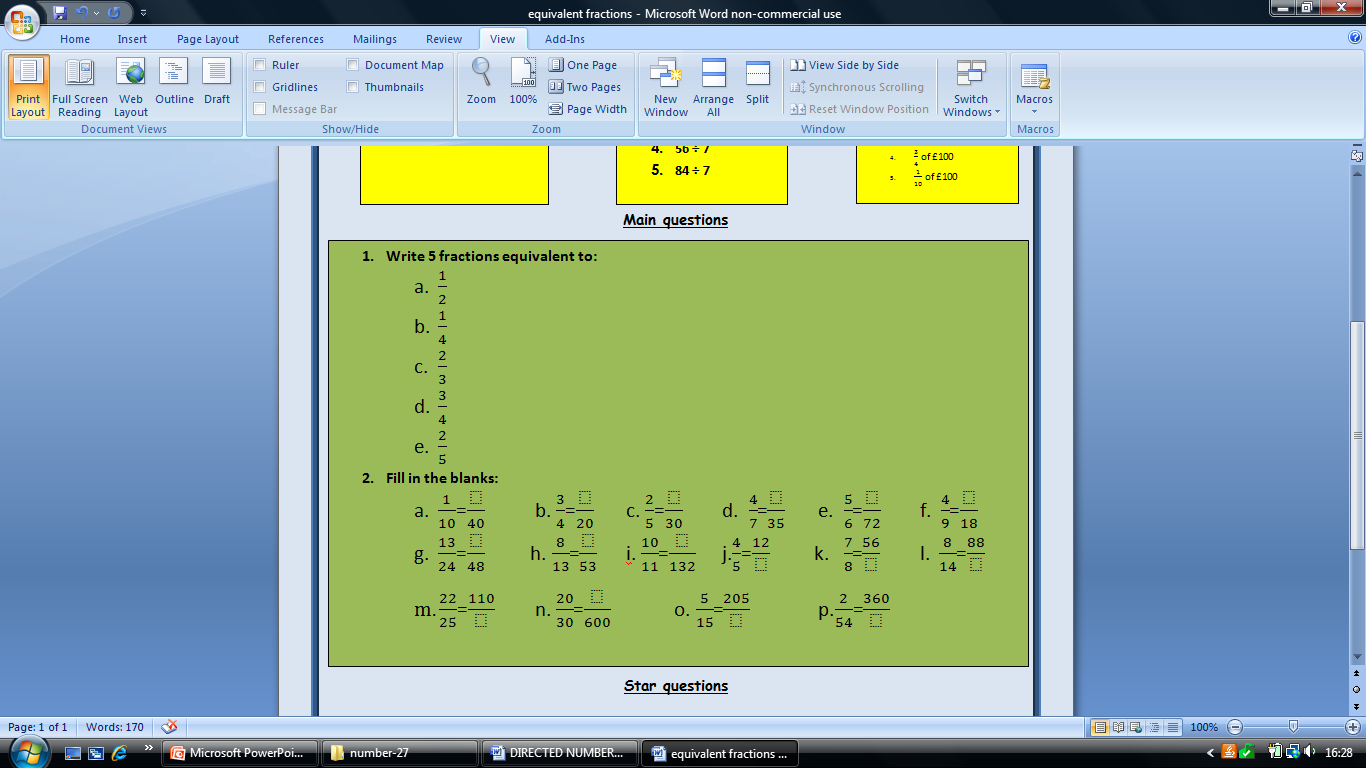 equivalent fractions - Microsoft Word non-commercial use
Home Insert Page Layout References Mailings Review View Add-Ins
Print Layout Full Screen Reading Web Layout Outline Draft
Document Views
Ruler Document Map
Gridlines Thumbnails
Message Bar
Show/Hide
Zoom 100% One Page
Two Pages
Page Width
Zoom
New Window Arrange All Split
View Side by Side
Synchronous Scrolling
Reset Window Position
Window
Switch Windows
Macros
Macros
4. 56 ÷ 7
5. 84 ÷ 7
4. 3/4 of £100
5. 1/10 of £100
Main questions
1. Write 5 fractions equivalent to:
a. 1/2
b. 1/4
c. 2/3
d. 3/4
e. 2/5
2. Fill in the blanks:
a. 1/10=□/40 b. 3/4=□/20 c. 2/5=□/30 d. 4/7=□/35 e. 5/6=□/72 f. 4/9=□/18
g. 13/24=□/48 h. 8/13=□/53 i. 10/11=□/132 j. 4/5=12/□ k. 7/8=56/□ l. 8/14=88/□
m. 22/25=110/□ n. 20/30=□/600 o. 5/15=205/□ p. 2/54=360/□
Star questions
Page: 1 of 1 Words: 170 100%
Microsoft PowerPoi... number-27 DIRECTED NUMBER... equivalent fractions ... 16:28